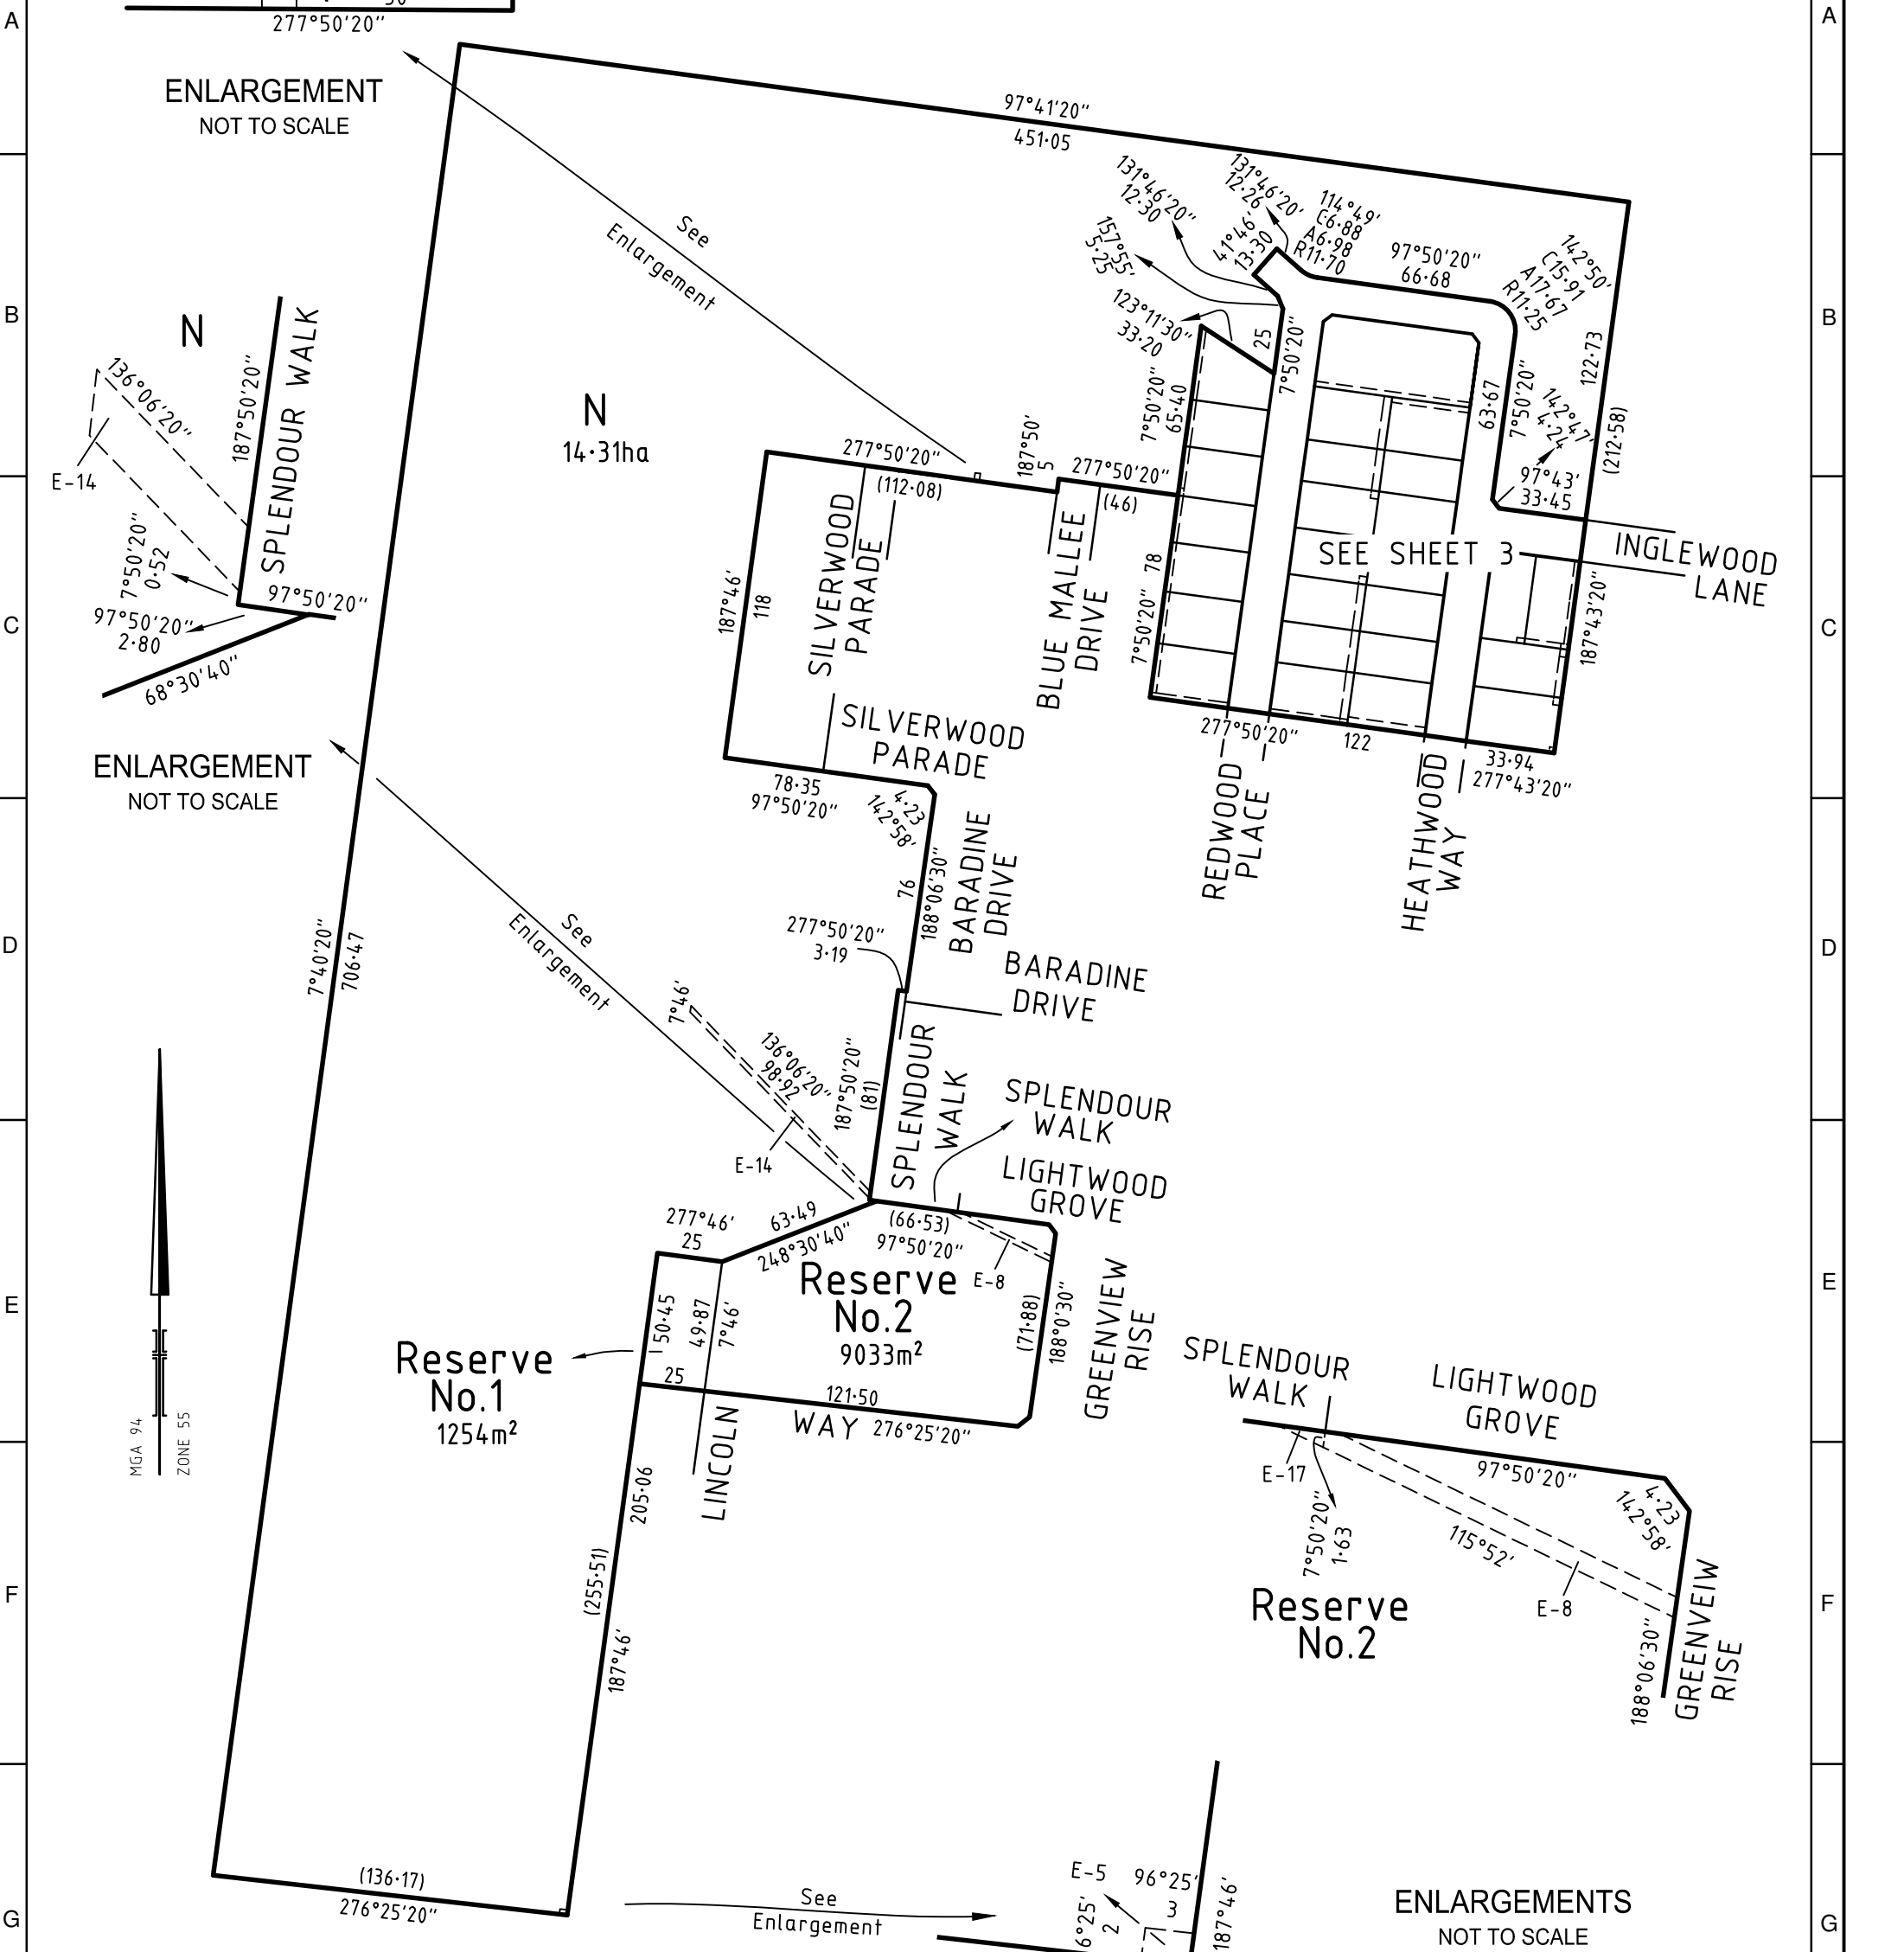 A
A
277°50'20"
ENLARGEMENT
NOT TO SCALE
97°41'20"
451·05
131°46'20"
12·30
131°46'20'
12·26
157°55'
5·25
41°46'
13·30
114°49'
C6·88
A6·98
R11·70
97°50'20"
66·68
142°50'
C15·91
A17·67
R11·25
See
Enlargement
B
B
N
SPLENDOUR WALK
187°50'20"
136°06'20"
E-14
123°11'30"
33·20
25
7°50'20"
7°50'20"
65·40
63·67
7°50'20"
142°47'
4·24
122·73
(212·58)
97°43'
33·45
N
14·31ha
277°50'20"
(112·08)
187°50'
5
277°50'20"
(46)
SEE SHEET 3
INGLEWOOD
LANE
7°50'20"
0·52
97°50'20"
97°50'20"
2·80
68°30'40"
C
C
187°46'
118
SILVERWOOD
PARADE
BLUE MALLEE
DRIVE
7°50'20"
78
187°43'20"
SILVERWOOD
PARADE
277°50'20"
122
33·94
277°43'20"
ENLARGEMENT
NOT TO SCALE
78·35
97°50'20"
4·23
142°58'
REDWOOD
PLACE
HEATHWOOD
WAY
76
188°06'30"
BARADINE
DRIVE
D
D
7°40'20"
706·47
See
Enlargement
277°50'20"
3·19
BARADINE
DRIVE
7°46'
136°06'20"
98·92
187°50'20"
(81)
SPLENDOUR
WALK
SPLENDOUR
WALK
E-14
LIGHTWOOD
GROVE
277°46'
25
63·49
248°30'40"
(66·53)
97°50'20"
E-8
Reserve
No.2
9033m²
E
E
50·45
49·87
7°46'
(71·88)
188°0'30"
GREENVIEW
RISE
Reserve
No.1
1254m²
25
121·50
LINCOLN
WAY 276°25'20"
SPLENDOUR
WALK
LIGHTWOOD
GROVE
MGA 94
ZONE 55
205·06
E-17
97°50'20"
4·23
142°58'
7°50'20"
1·63
115°52'
E-8
(255·51)
187°46'
F
F
Reserve
No.2
188°06'30"
GREENVEIW
RISE
(136·17)
276°25'20"
See
Enlargement
E-5
96°25'
3
6°25'
2
187°46'
ENLARGEMENTS
NOT TO SCALE
G
G